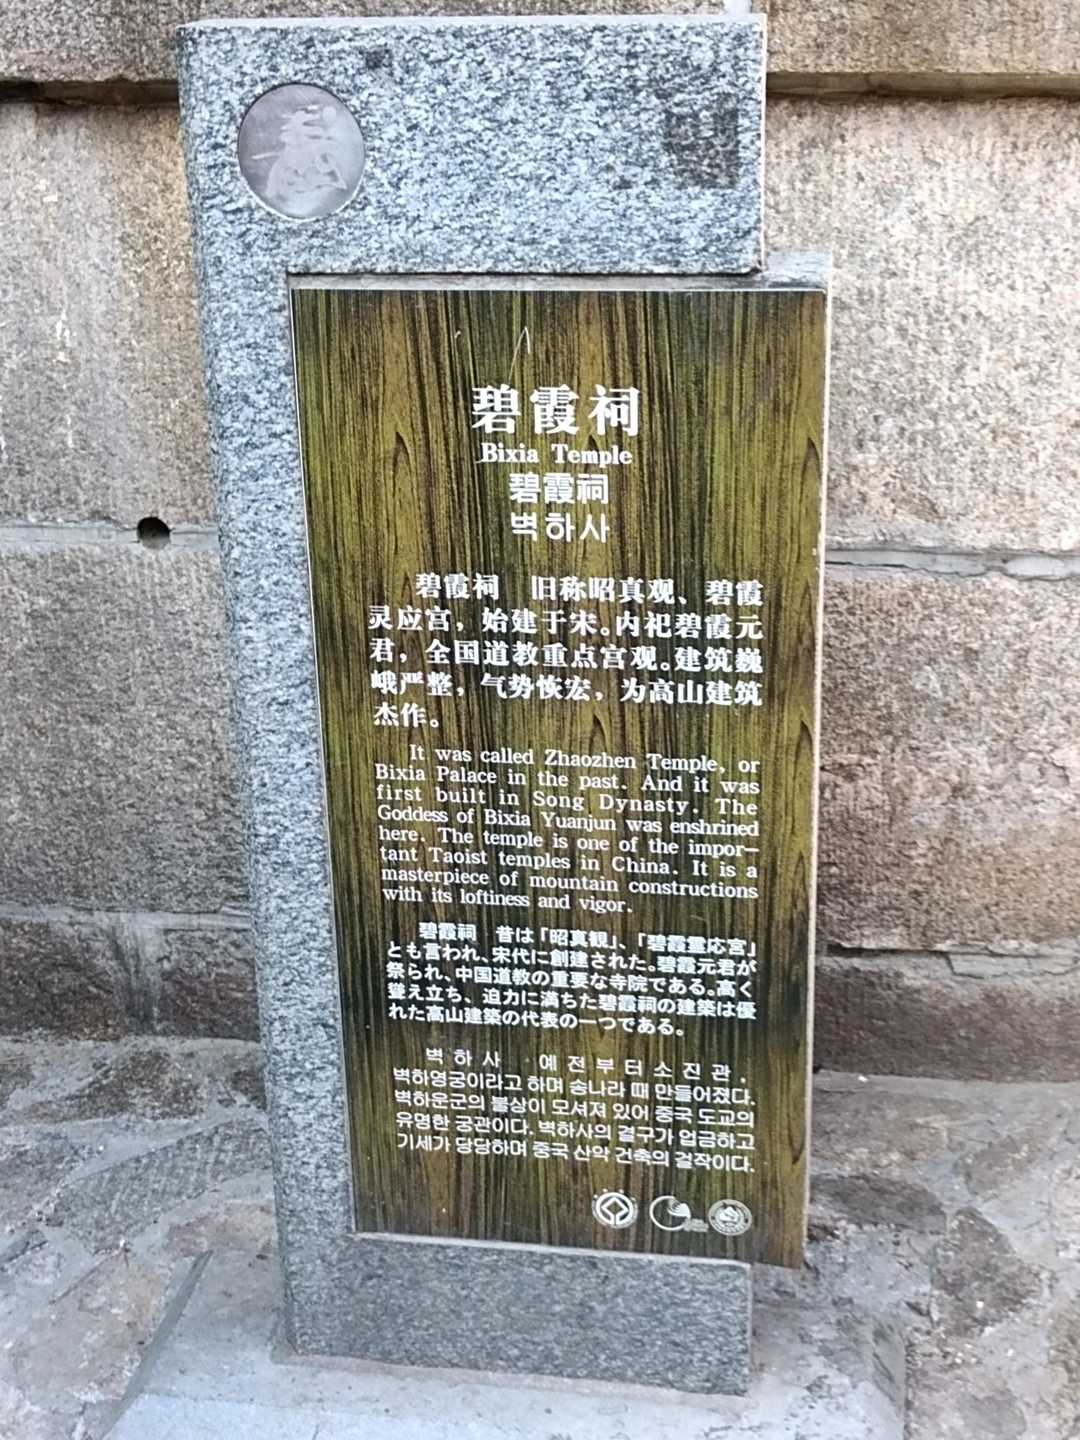 碧霞祠
Bixia Temple
碧霞祠
벽하사
碧霞祠 旧称昭真观、碧霞
灵应宫，始建于宋。内祀碧霞元
君，全国道教重点宫观。建筑巍
峨严整，气势恢宏，为高山建筑
杰作。
It was called Zhaozhen Temple, or
Bixia Palace in the past. And it was
first built in Song Dynasty. The
Goddess of Bixia Yuanjun was enshrined
here. The temple is one of the impor-
tant Taoist temples in China. It is a
masterpiece of mountain constructions
with its loftiness and vigor.
碧霞祠 昔は「昭真観」、「碧霞霊応宮」
とも言われ、宋代に創建された。碧霞元君が
祭られ、中国道教の重要な寺院である。高く
聳え立ち、迫力に満ちた碧霞祠の建築は優
れた高山建築の代表の一つである。
벽하사 예전부터소진관.
벽하영궁이라고 하며 송나라 때 만들어졌다.
벽하운군의 불상이 모셔져 있어 중국 도교의
유명한 궁관이다. 벽하사의 결구가 엄금하고
기세가 당당하며 중국 산악 건축의 걸작이다.